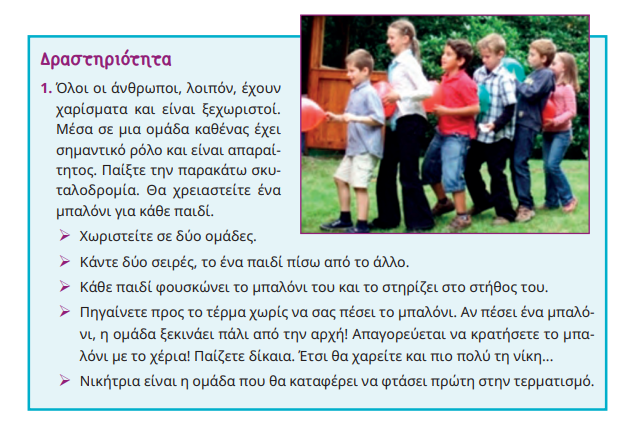 Δραστηριότητα
1. Όλοι οι άνθρωποι, λοιπόν, έχουν
χαρίσματα και είναι ξεχωριστοί.
Μέσα σε μια ομάδα καθένας έχει
σημαντικό ρόλο και είναι απαραί-
τητος. Παίξτε την παρακάτω σκυ-
ταλοδρομία. Θα χρειαστείτε ένα
μπαλόνι για κάθε παιδί.
➢ Χωριστείτε σε δύο ομάδες.
➢ Κάντε δύο σειρές, το ένα παιδί πίσω από το άλλο.
➢ Κάθε παιδί φουσκώνει το μπαλόνι του και το στηρίζει στο στήθος του.
➢ Πηγαίνετε προς το τέρμα χωρίς να σας πέσει το μπαλόνι. Αν πέσει ένα μπαλό-
νι, η ομάδα ξεκινάει πάλι από την αρχή! Απαγορεύεται να κρατήσετε το μπα-
λόνι με το χέρια! Παίζετε δίκαια. Έτσι θα χαρείτε και πιο πολύ τη νίκη...
➢ Νικήτρια είναι η ομάδα που θα καταφέρει να φτάσει πρώτη στην τερματισμό.